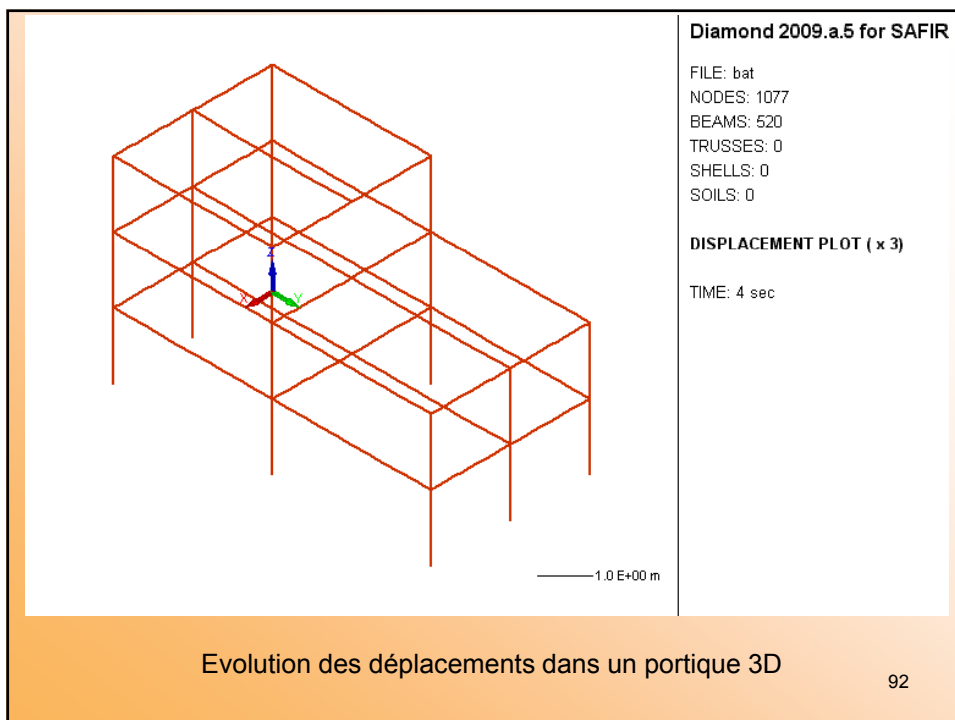 Diamond 2009.a.5 for SAFIR
FILE: bat
NODES: 1077
BEAMS: 520
TRUSSES: 0
SHELLS: 0
SOILS: 0
DISPLACEMENT PLOT ( x 3)
TIME: 4 sec
Z
X
Y
1.0 E+00 m
Evolution des déplacements dans un portique 3D
92